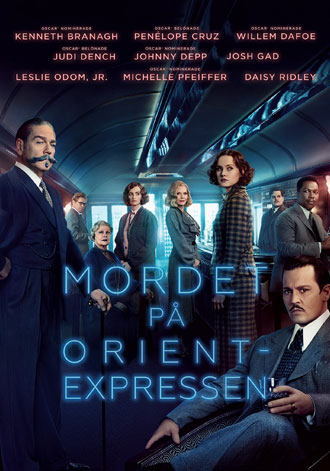 OSCAR® NOMINERADE OSCAR® BELÖNADE OSCAR® NOMINERADE
KENNETH BRANAGH PENÉLOPE CRUZ WILLEM DAFOE
OSCAR® BELÖNADE OSCAR® NOMINERADE
JUDI DENCH JOHNNY DEPP JOSH GAD
OSCAR® NOMINERADE
LESLIE ODOM, JR. MICHELLE PFEIFFER DAISY RIDLEY
MORDET
PÅ
ORIENT-
EXPRESSEN